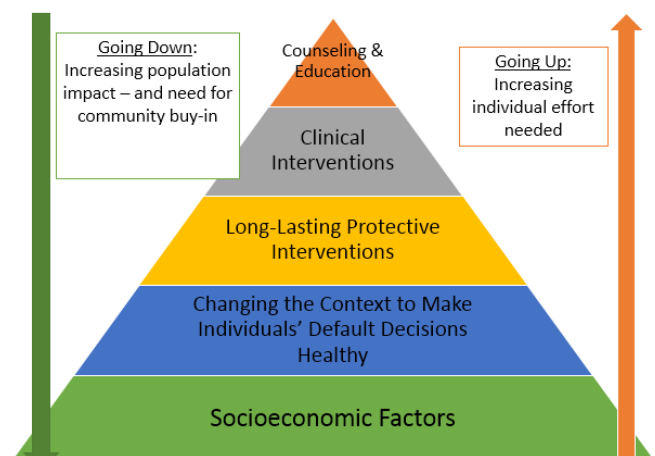 Going Down:
Increasing population
impact – and need for
community buy-in
Counseling &
Education
Going Up:
Increasing
individual effort
needed
Clinical
Interventions
Long-Lasting Protective
Interventions
Changing the Context to Make
Individuals’ Default Decisions
Healthy
Socioeconomic Factors